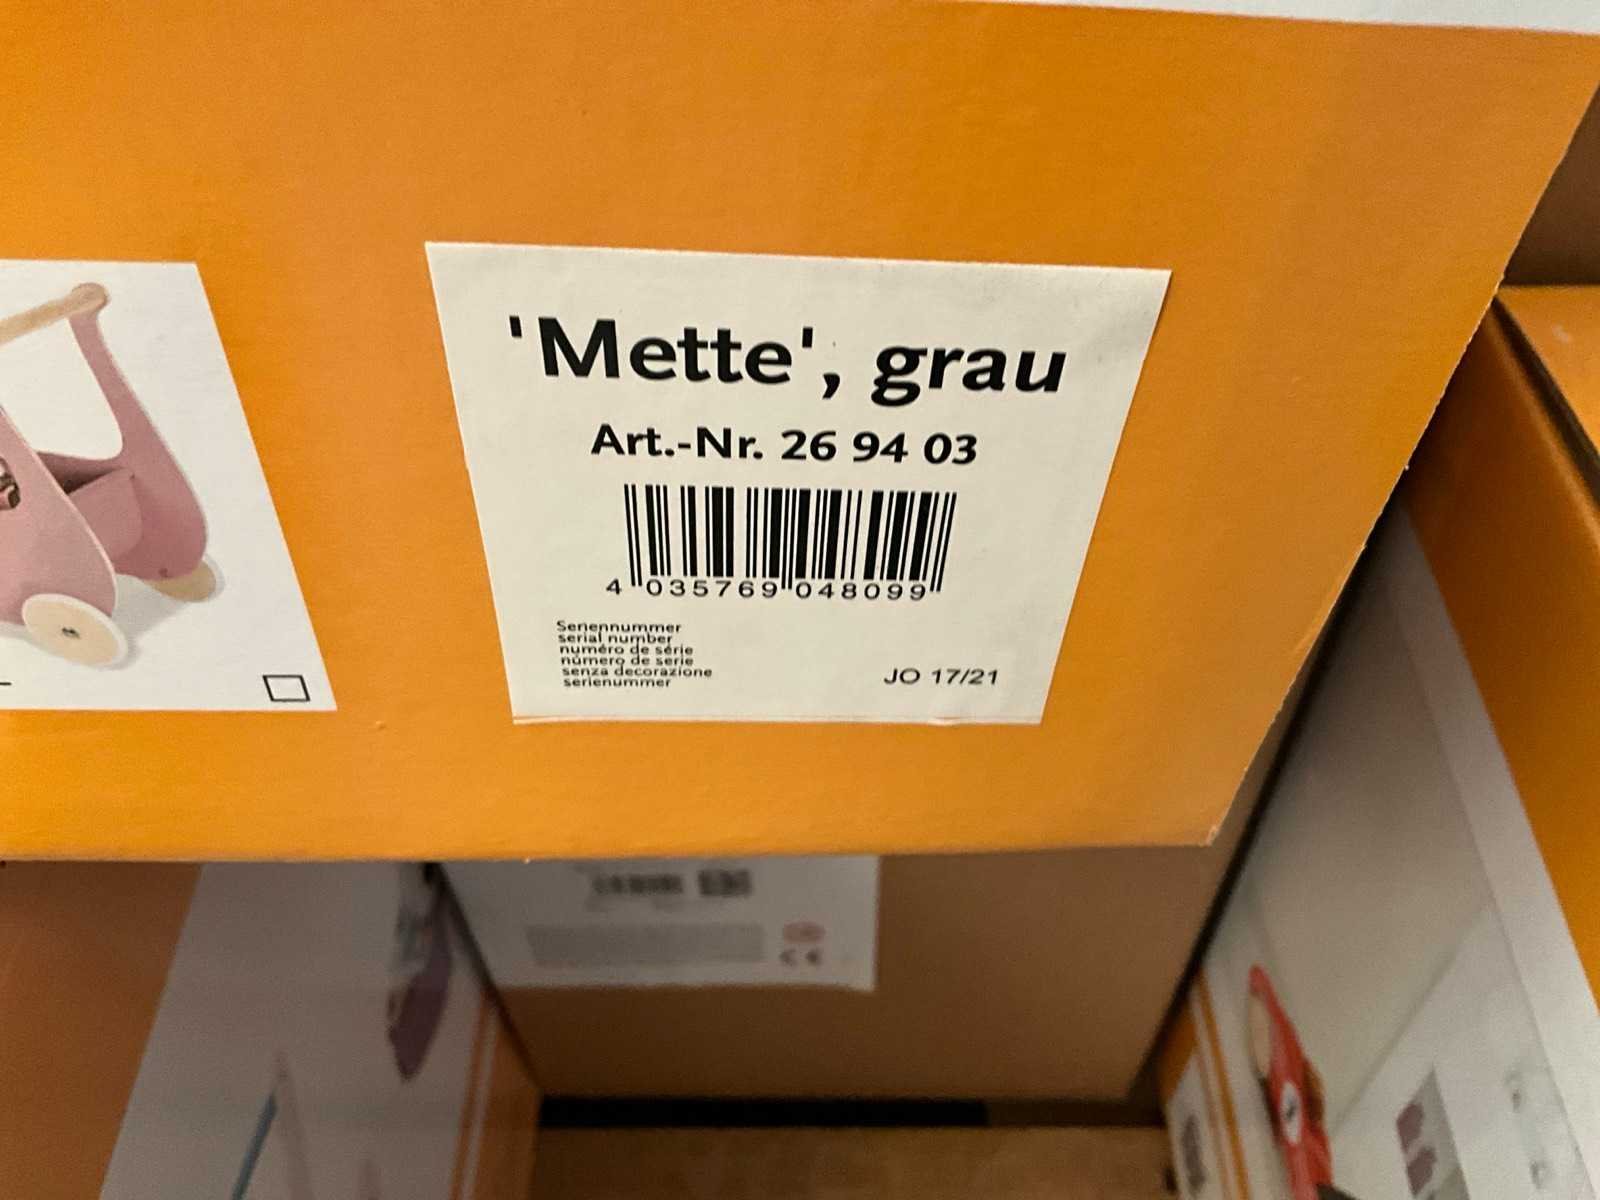 'Mette', grau
Art.-Nr. 26 94 03
4 035769 048099
Seriennummer
serial number
numéro de série
número de serie
senza decorazione
serienummer
JO 17/21
CE